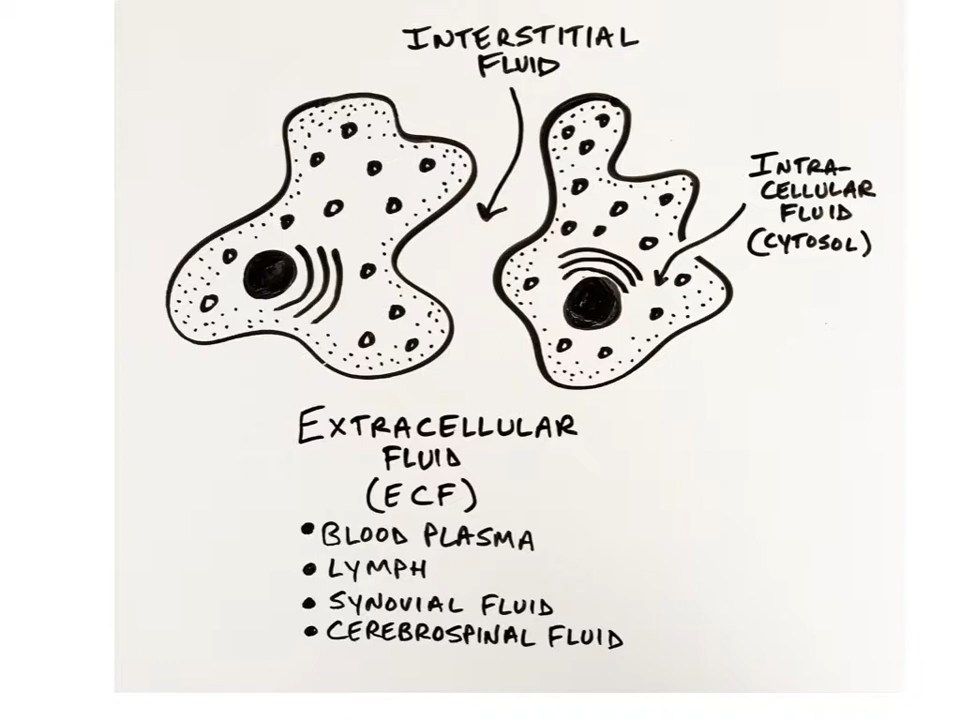 INTERSTITIAL
FLUID
INTRA-
CELLULAR
FLUID
(CYTOSOL)
EXTRACELLULAR
FLUID
(ECF)
• BLOOD PLASMA
• LYMPH
• SYNOVIAL FLUID
• CEREBROSPINAL FLUID